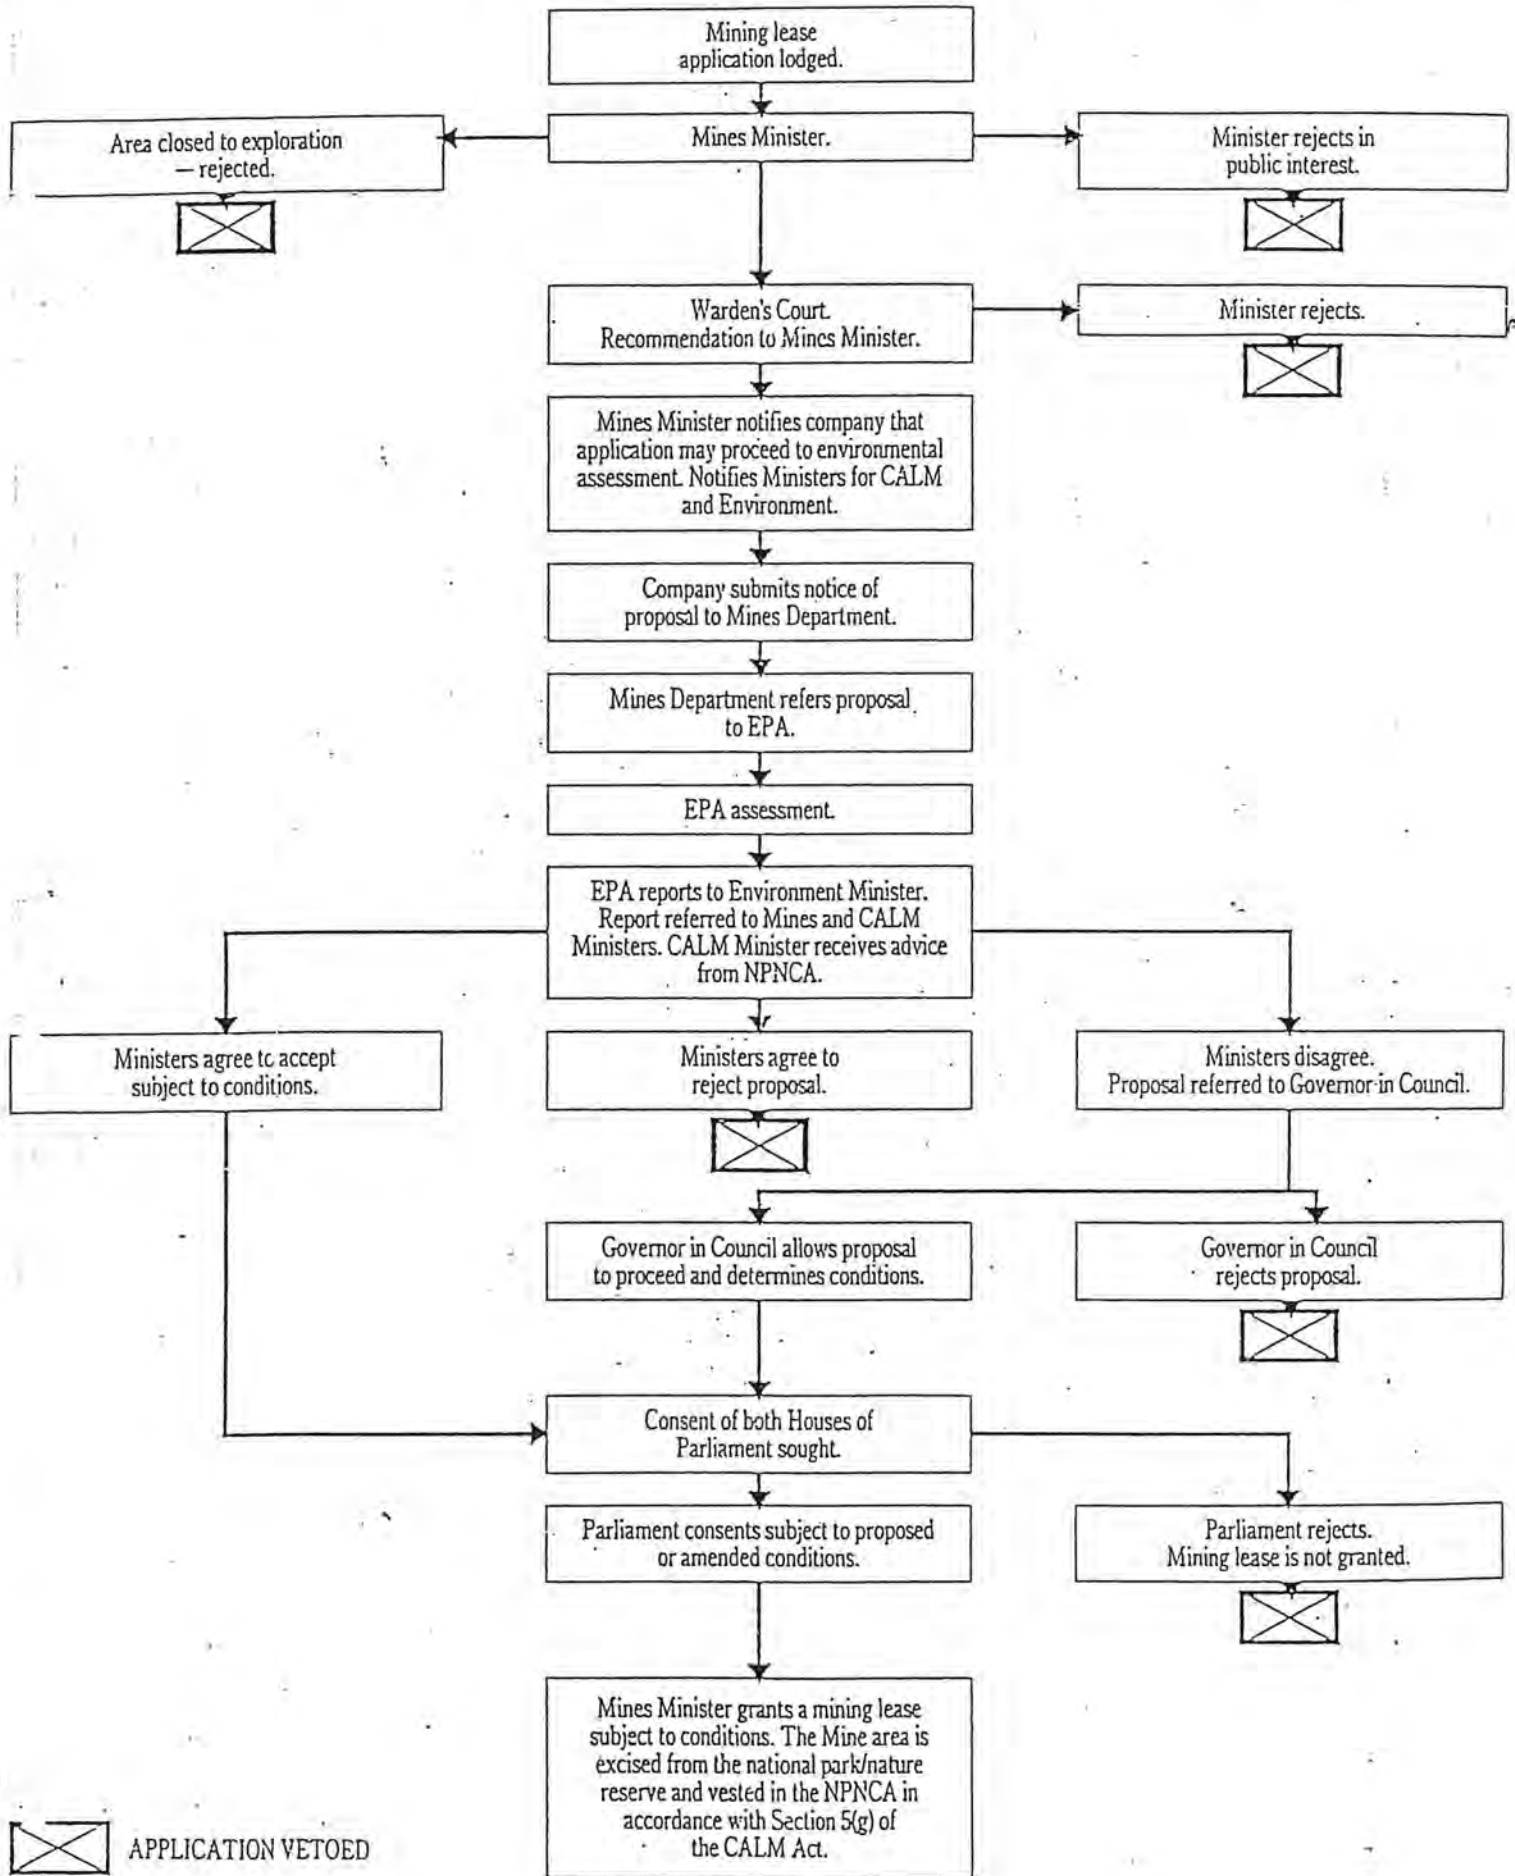 Mining lease
application lodged.
Area closed to exploration
— rejected.
Mines Minister.
Minister rejects in
public interest.
Warden's Court.
Recommendation to Mines Minister.
Minister rejects.
Mines Minister notifies company that
application may proceed to environmental
assessment. Notifies Ministers for CALM
and Environment.
Company submits notice of
proposal to Mines Department.
Mines Department refers proposal
to EPA.
EPA assessment.
EPA reports to Environment Minister.
Report referred to Mines and CALM
Ministers. CALM Minister receives advice
from NPNCA.
Ministers agree to accept
subject to conditions.
Ministers agree to
reject proposal.
Ministers disagree.
Proposal referred to Governor in Council.
Governor in Council allows proposal
to proceed and determines conditions.
Governor in Council
rejects proposal.
Consent of both Houses of
Parliament sought.
Parliament consents subject to proposed
or amended conditions.
Parliament rejects.
Mining lease is not granted.
Mines Minister grants a mining lease
subject to conditions. The Mine area is
excised from the national park/nature
reserve and vested in the NPNCA in
accordance with Section 5(g) of
the CALM Act.
APPLICATION VETOED